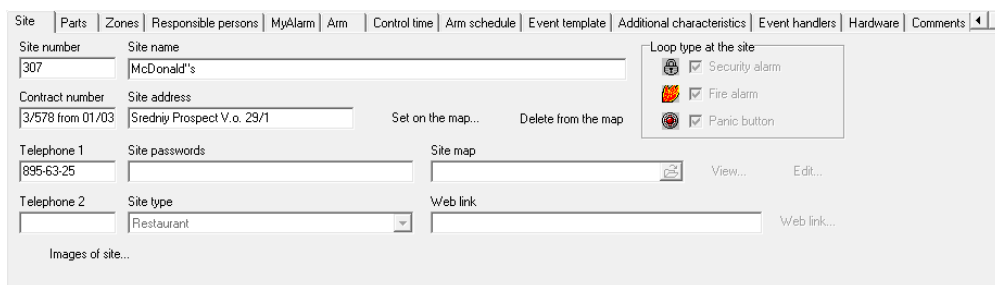 Site Parts Zones Responsible persons MyAlarm Arm Control time Arm schedule Event template Additional characteristics Event handlers Hardware Comments
Site number Site name Loop type at the site
307 McDonald"s Security alarm
Contract number Site address Fire alarm
3/578 from 01/03 Sredniy Prospect V.o. 29/1 Set on the map... Delete from the map Panic button
Telephone 1 Site passwords Site map
895-63-25 View... Edit...
Telephone 2 Site type Web link
Restaurant Web link...
Images of site...